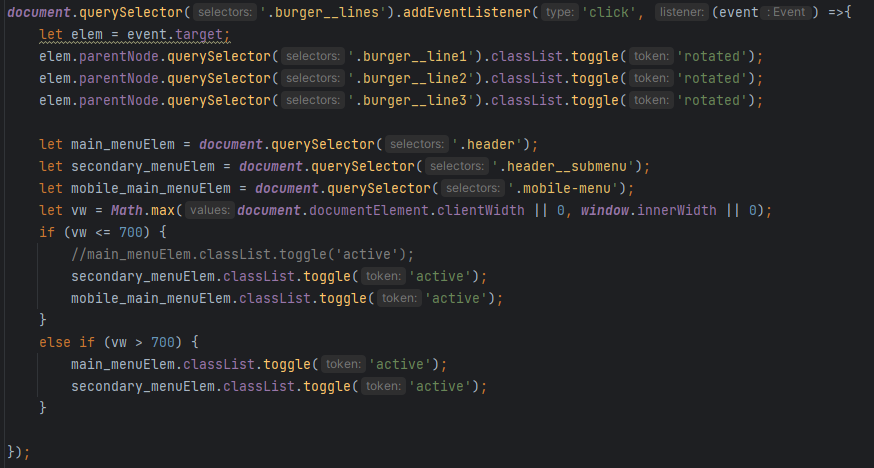 document.querySelector( selectors: '.burger__lines').addEventListener( type: 'click', listener: (event : Event ) =>{
    let elem = event.target;
    elem.parentNode.querySelector( selectors: '.burger__line1').classList.toggle( token: 'rotated');
    elem.parentNode.querySelector( selectors: '.burger__line2').classList.toggle( token: 'rotated');
    elem.parentNode.querySelector( selectors: '.burger__line3').classList.toggle( token: 'rotated');

    let main_menuElem = document.querySelector( selectors: '.header');
    let secondary_menuElem = document.querySelector( selectors: '.header__submenu');
    let mobile_main_menuElem = document.querySelector( selectors: '.mobile-menu');
    let vw = Math.max( values: document.documentElement.clientWidth || 0, window.innerWidth || 0);
    if (vw <= 700) {
        //main_menuElem.classList.toggle('active');
        secondary_menuElem.classList.toggle( token: 'active');
        mobile_main_menuElem.classList.toggle( token: 'active');
    }
    else if (vw > 700) {
        main_menuElem.classList.toggle( token: 'active');
        secondary_menuElem.classList.toggle( token: 'active');
    }

});